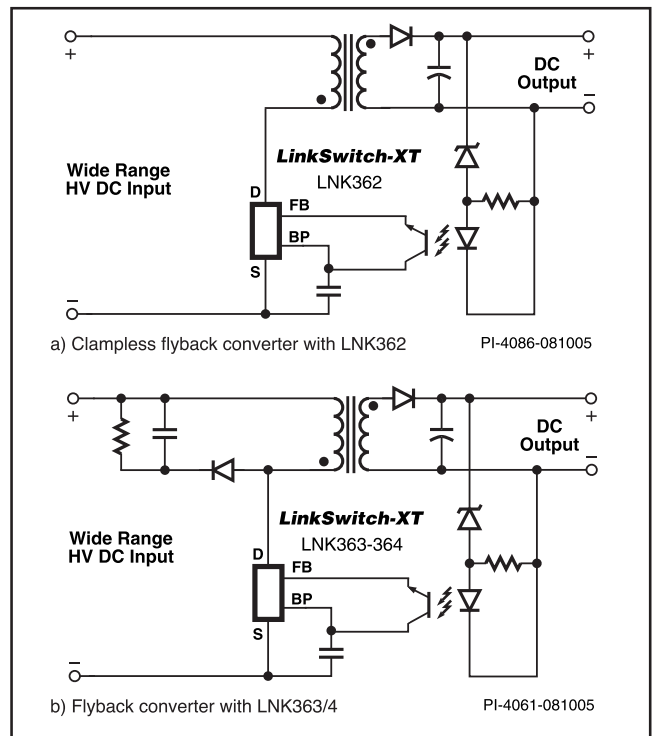 +
+
DC
Output
−
LinkSwitch-XT
LNK362
Wide Range
HV DC Input
D
FB
BP
S
−
a) Clampless flyback converter with LNK362
PI-4086-081005
+
+
DC
Output
−
LinkSwitch-XT
LNK363-364
Wide Range
HV DC Input
D
FB
BP
S
−
b) Flyback converter with LNK363/4
PI-4061-081005